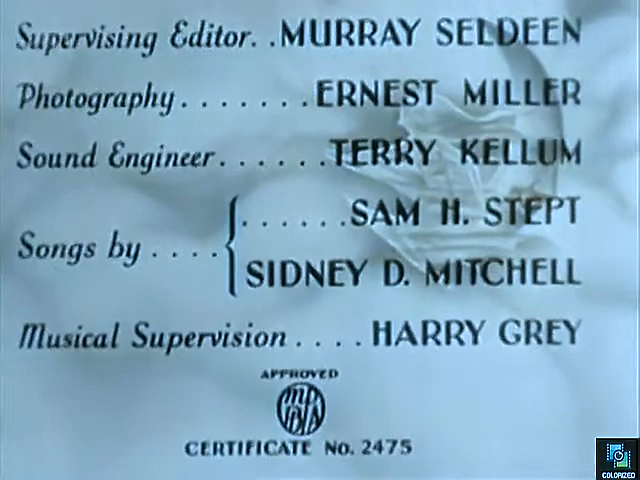 Supervising Editor. . MURRAY SELDEEN
Photography . . . . . . . ERNEST MILLER
Sound Engineer . . . . . . TERRY KELLUM
Songs by . . . . { . . . . . . SAM H. STEPT
SIDNEY D. MITCHELL
Musical Supervision . . . . HARRY GREY
APPROVED
MPPDA
CERTIFICATE No. 2475
COLORIZED